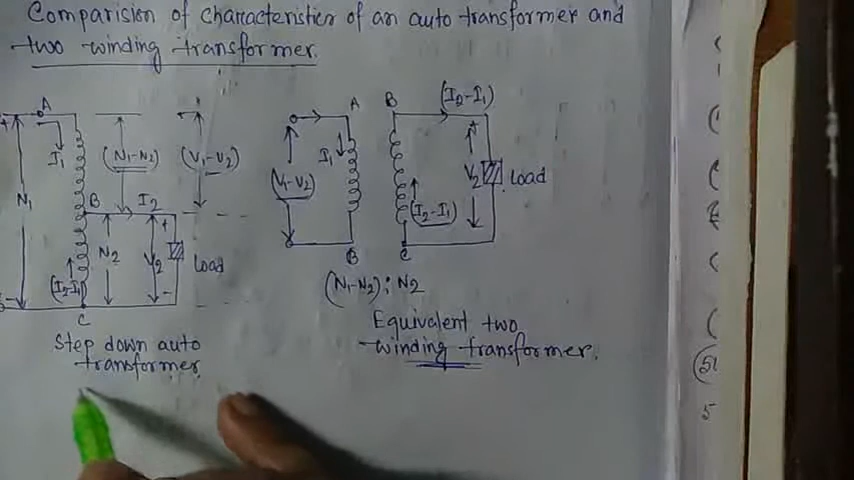 Comparision of characteristics of an auto transformer and
two winding transformer.
A
+
I1
N1
(N1-N2)
(V1-V2)
B
I2
N2
+
V2
-
Load
(I2-I1)
-
C
Step down auto
transformer.
A
I1
(V1-V2)
B
B
(I2-I1)
+
V2
Load
(I2-I1)
C
(N1-N2) : N2
Equivalent two
winding transformer.